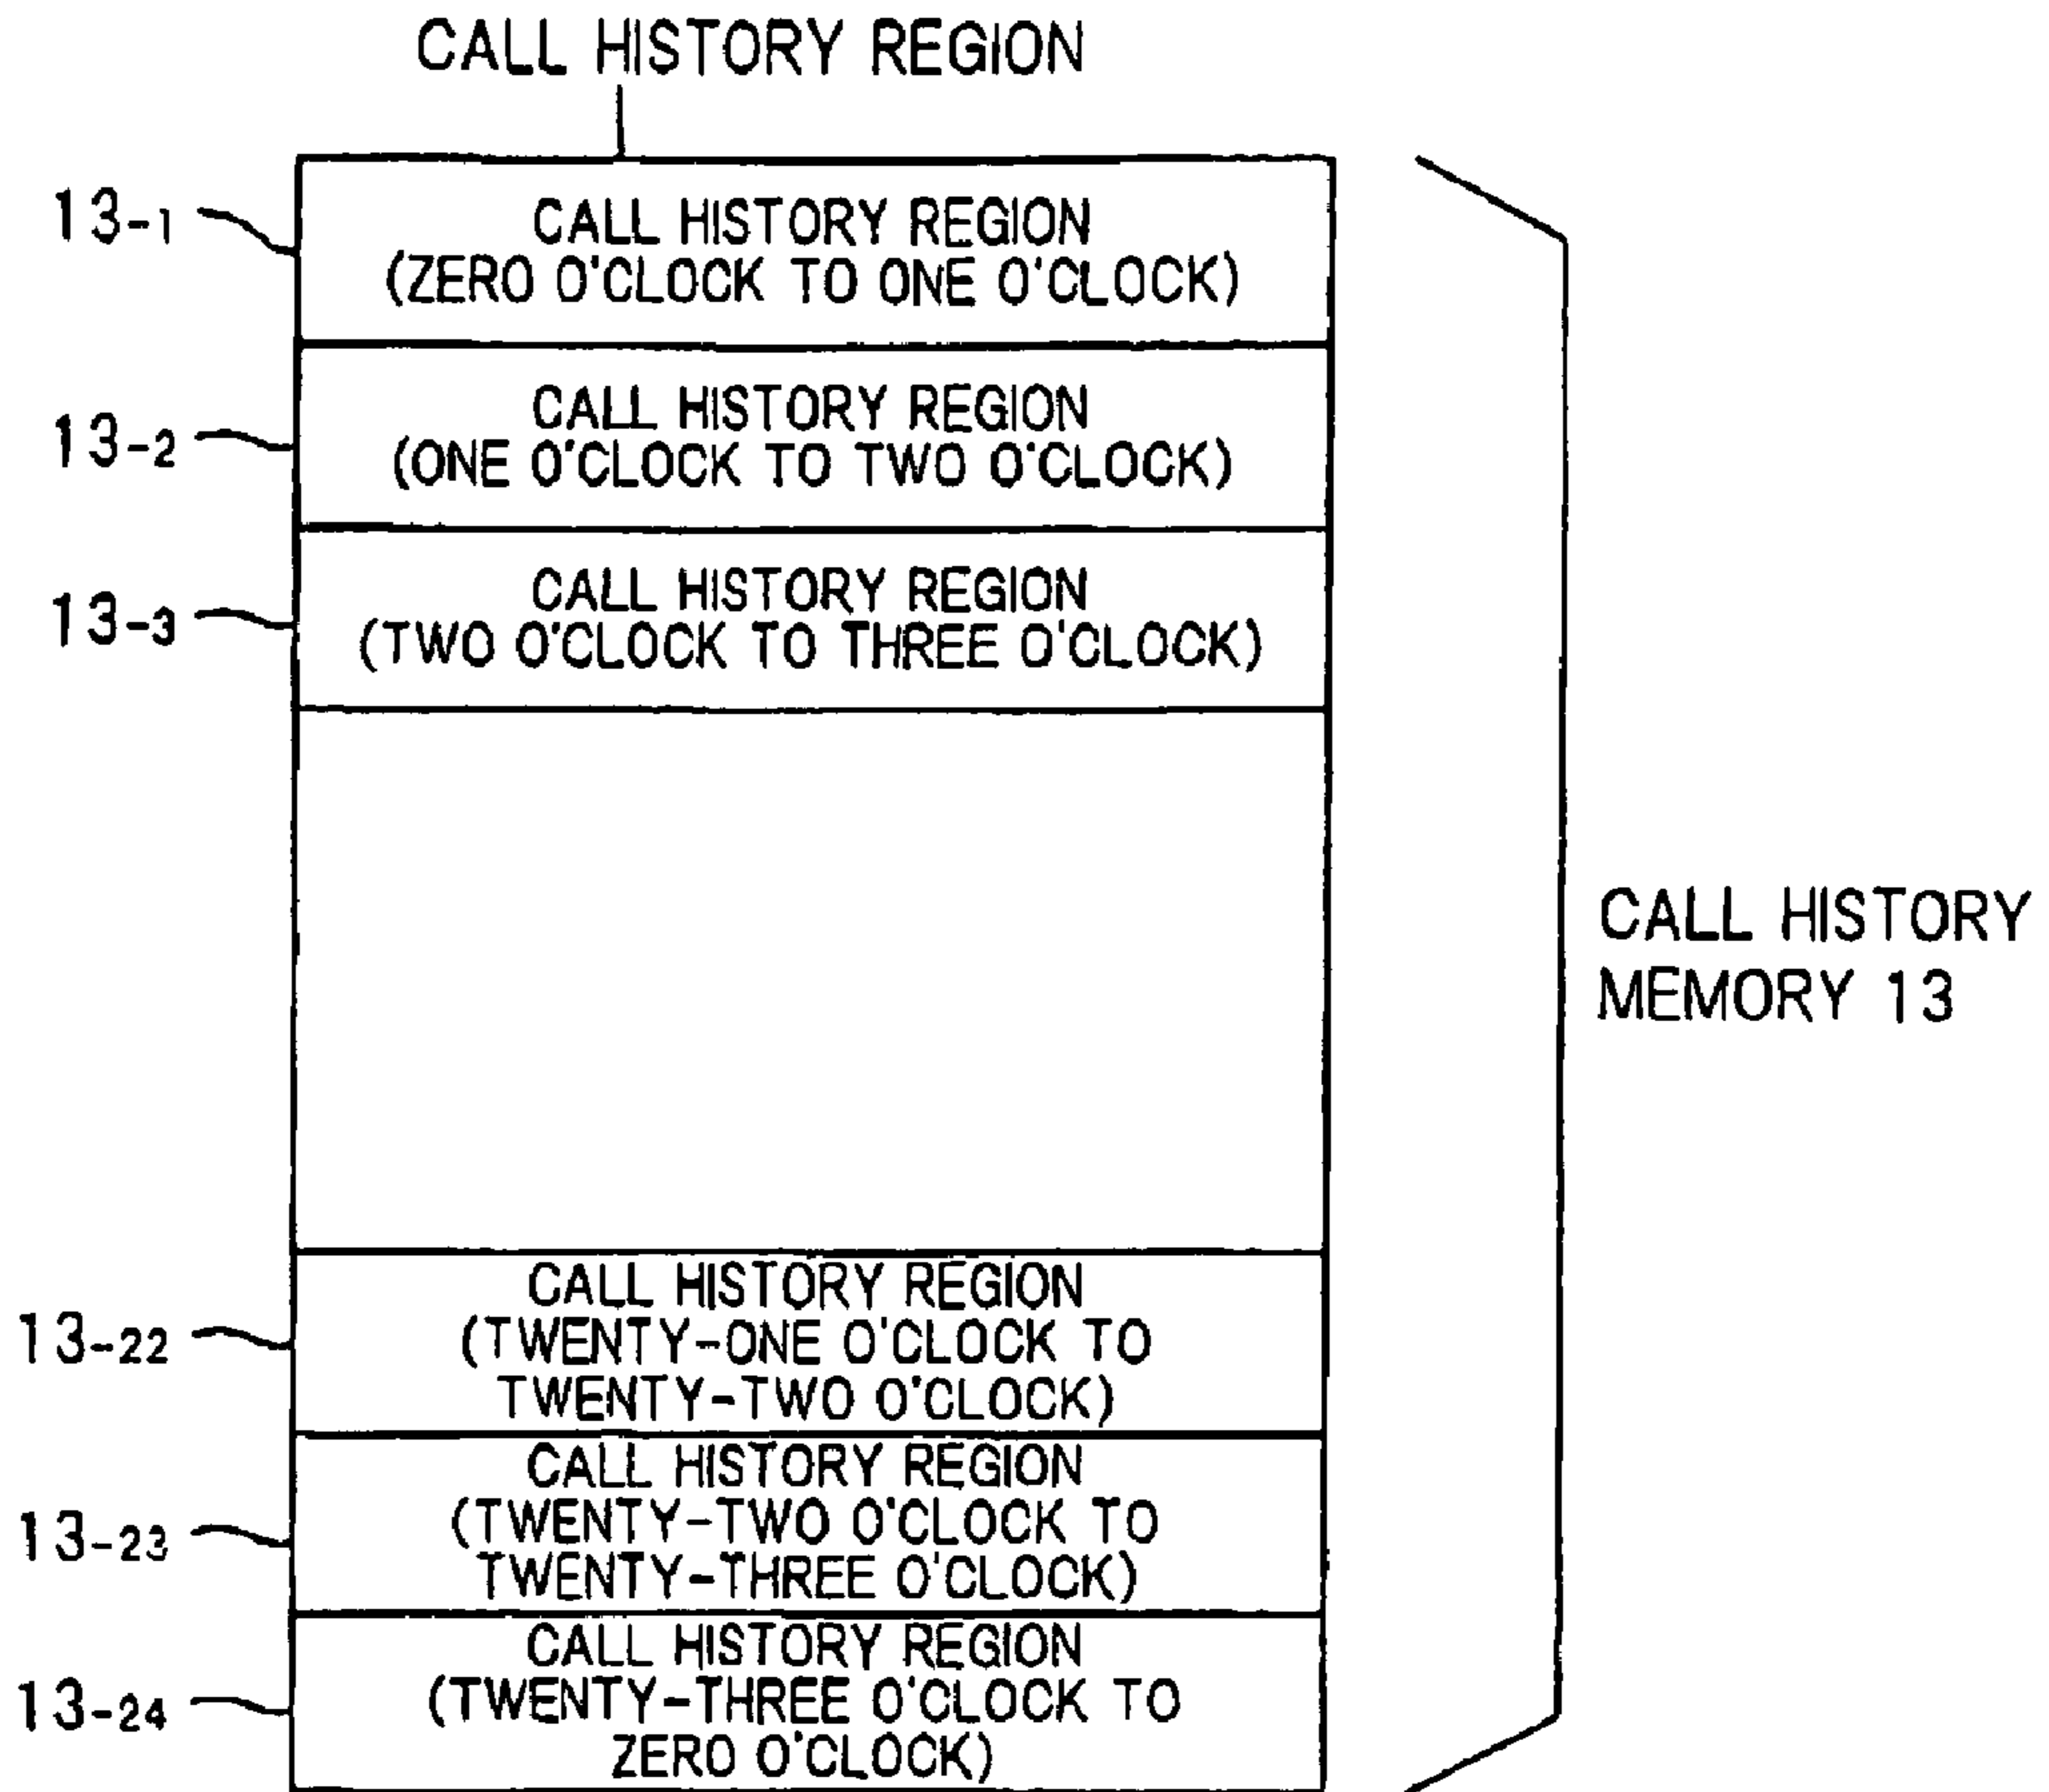 CALL HISTORY REGION
13-1
CALL HISTORY REGION
(ZERO O'CLOCK TO ONE O'CLOCK)
13-2
CALL HISTORY REGION
(ONE O'CLOCK TO TWO O'CLOCK)
13-3
CALL HISTORY REGION
(TWO O'CLOCK TO THREE O'CLOCK)
CALL HISTORY
MEMORY 13
13-22
CALL HISTORY REGION
(TWENTY-ONE O'CLOCK TO
TWENTY-TWO O'CLOCK)
13-23
CALL HISTORY REGION
(TWENTY-TWO O'CLOCK TO
TWENTY-THREE O'CLOCK)
13-24
CALL HISTORY REGION
(TWENTY-THREE O'CLOCK TO
ZERO O'CLOCK)